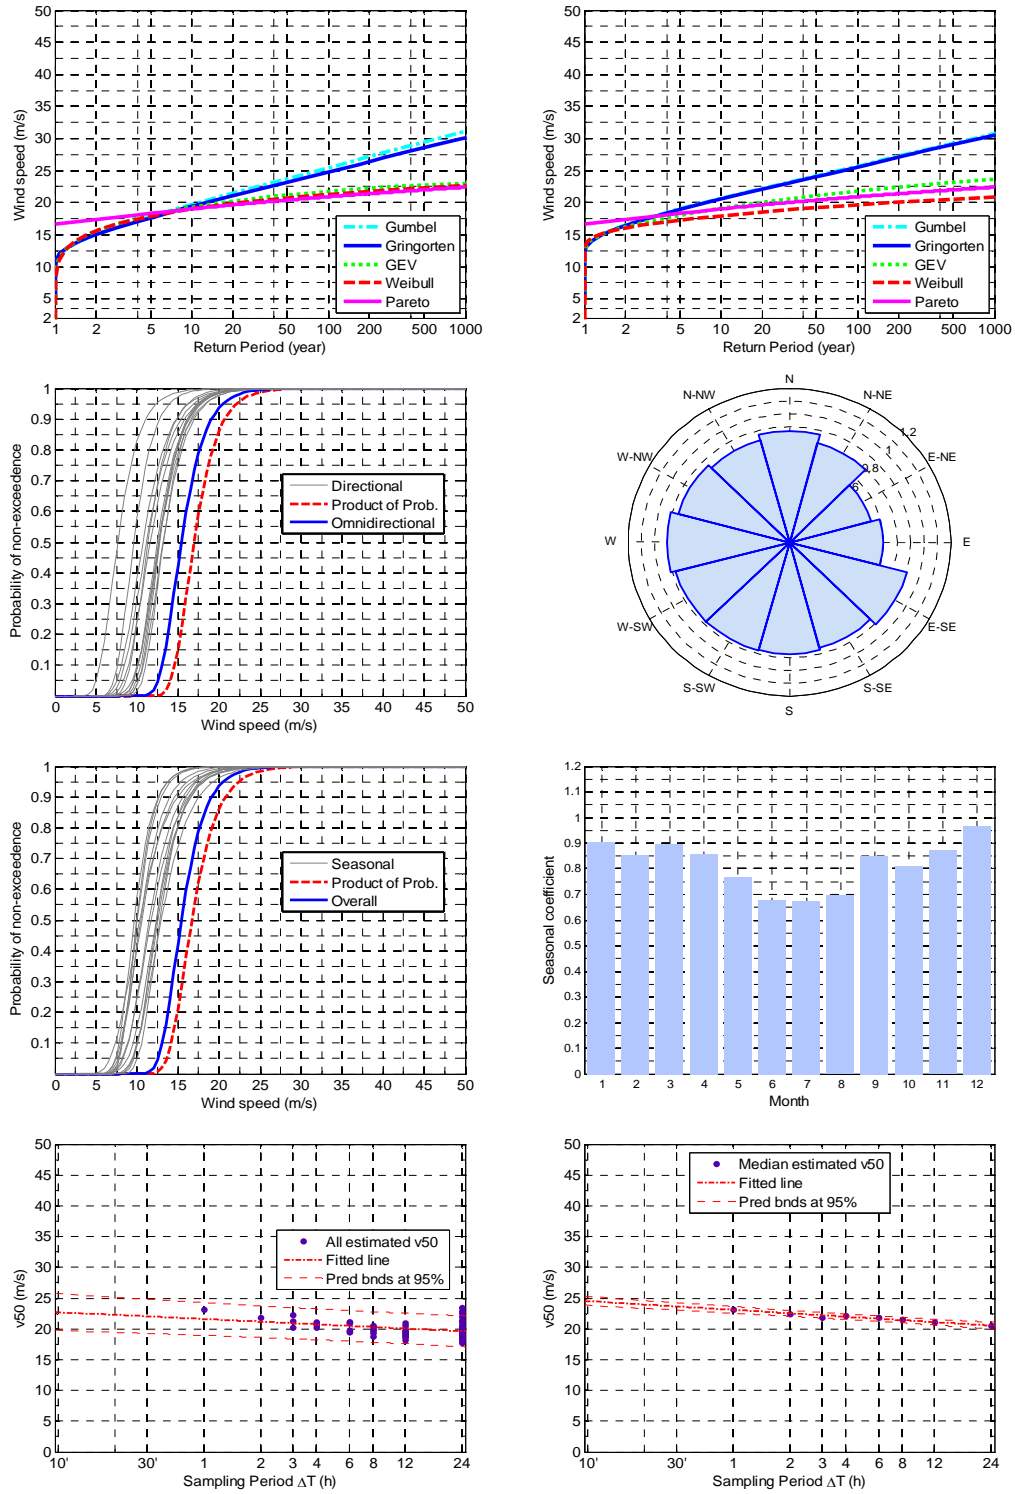 50
45
40
35
30
25
20
15
10
5
2
Wind speed (m/s)
1 2 5 10 20 50 100 200 500 1000
Return Period (year)
Gumbel
Gringorten
GEV
Weibull
Pareto
50
45
40
35
30
25
20
15
10
5
2
Wind speed (m/s)
1 2 5 10 20 50 100 200 500 1000
Return Period (year)
Gumbel
Gringorten
GEV
Weibull
Pareto
1
0.9
0.8
0.7
0.6
0.5
0.4
0.3
0.2
0.1
Probability of non-exceedence
0 5 10 15 20 25 30 35 40 45 50
Wind speed (m/s)
Directional
Product of Prob.
Omnidirectional
N
N-NE
E-NE
E
E-SE
S-SE
S
S-SW
W-SW
W
W-NW
N-NW
1.2
1
0.8
1
0.9
0.8
0.7
0.6
0.5
0.4
0.3
0.2
0.1
Probability of non-exceedence
0 5 10 15 20 25 30 35 40 45 50
Wind speed (m/s)
Seasonal
Product of Prob.
Overall
1.2
1.1
1
0.9
0.8
0.7
0.6
0.5
0.4
0.3
0.2
0.1
0
Seasonal coefficient
1 2 3 4 5 6 7 8 9 10 11 12
Month
50
45
40
35
30
25
20
15
10
5
0
v50 (m/s)
10' 30' 1 2 3 4 6 8 12 24
Sampling Period ΔT (h)
All estimated v50
Fitted line
Pred bnds at 95%
50
45
40
35
30
25
20
15
10
5
0
v50 (m/s)
10' 30' 1 2 3 4 6 8 12 24
Sampling Period ΔT (h)
Median estimated v50
Fitted line
Pred bnds at 95%